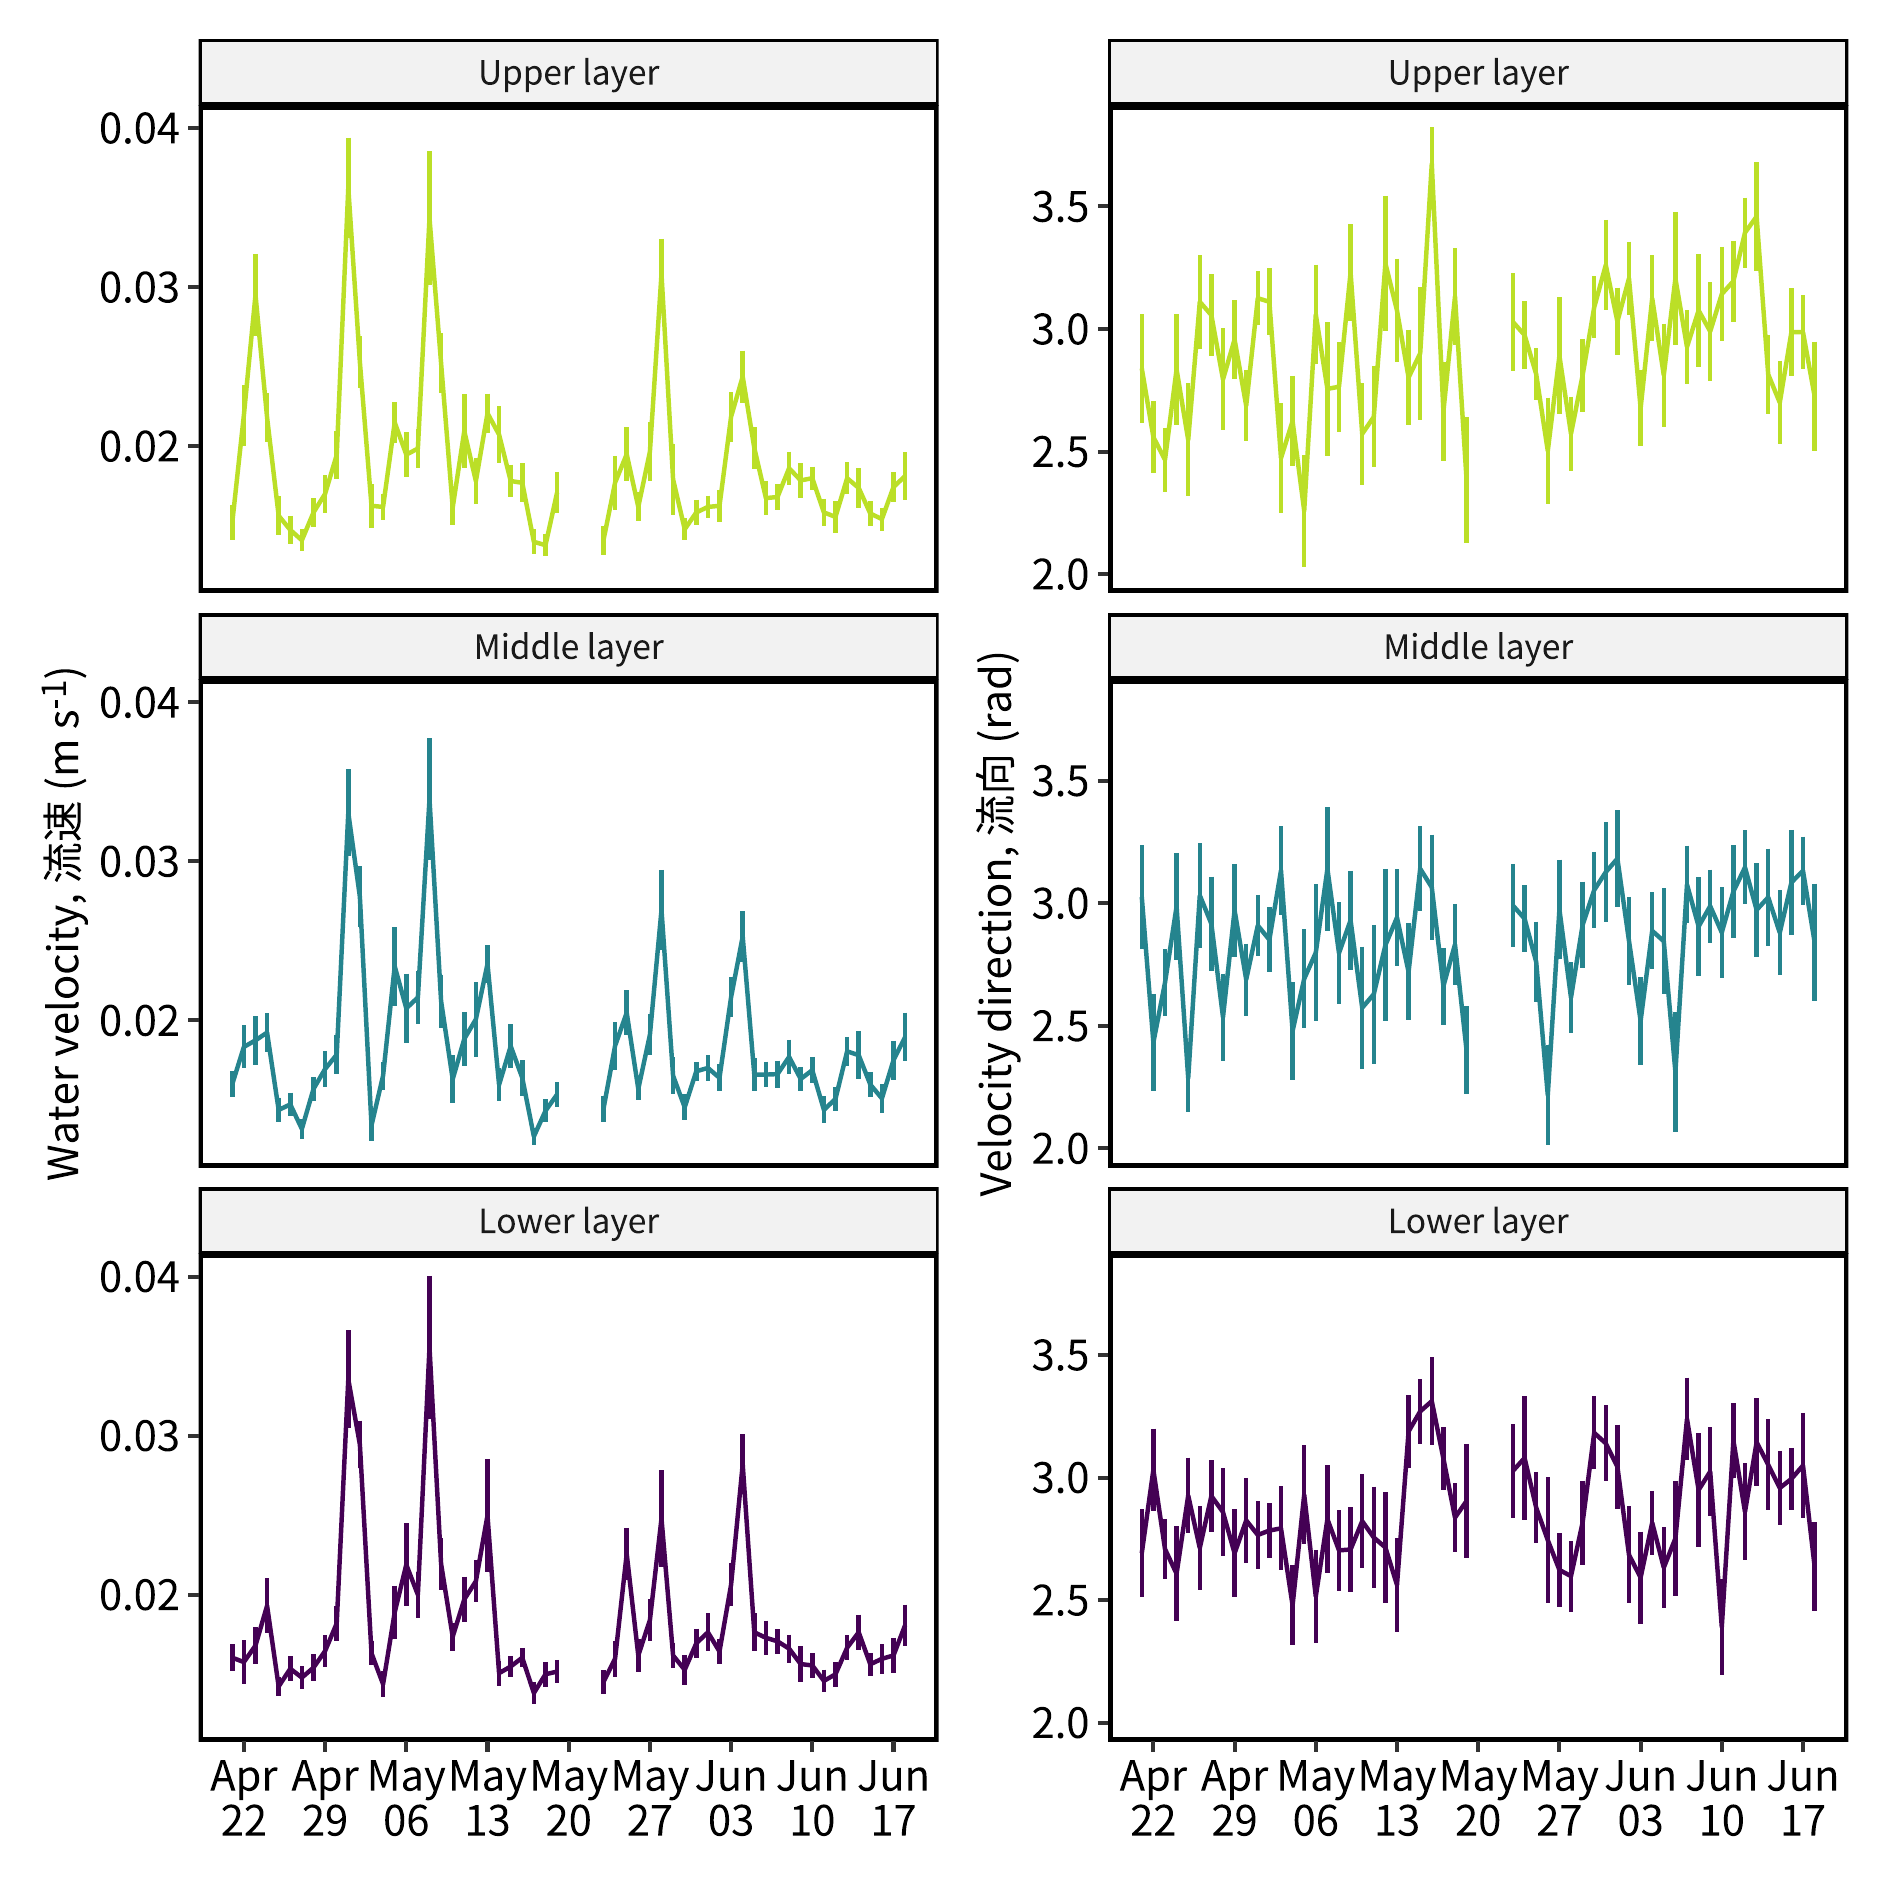 Upper layer
0.04
0.03
0.02
Middle layer
0.04
0.03
0.02
Lower layer
0.04
0.03
0.02
Water velocity, 流速 (m s-1)
Apr 22
Apr 29
May 06
May 13
May 20
May 27
Jun 03
Jun 10
Jun 17
Upper layer
3.5
3.0
2.5
2.0
Middle layer
3.5
3.0
2.5
2.0
Lower layer
3.5
3.0
2.5
2.0
Velocity direction, 流向 (rad)
Apr 22
Apr 29
May 06
May 13
May 20
May 27
Jun 03
Jun 10
Jun 17